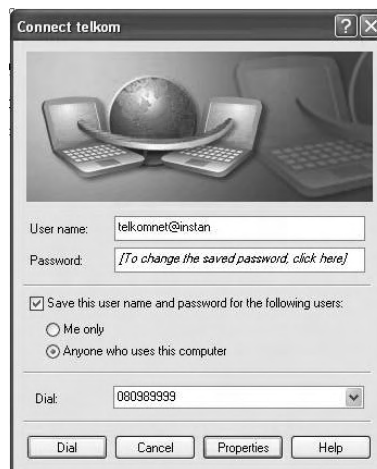 Connect telkom
User name: telkomnet@instan
Password: [To change the saved password, click here]
Save this user name and password for the following users:
Me only
Anyone who uses this computer
Dial: 080989999
Dial Cancel Properties Help